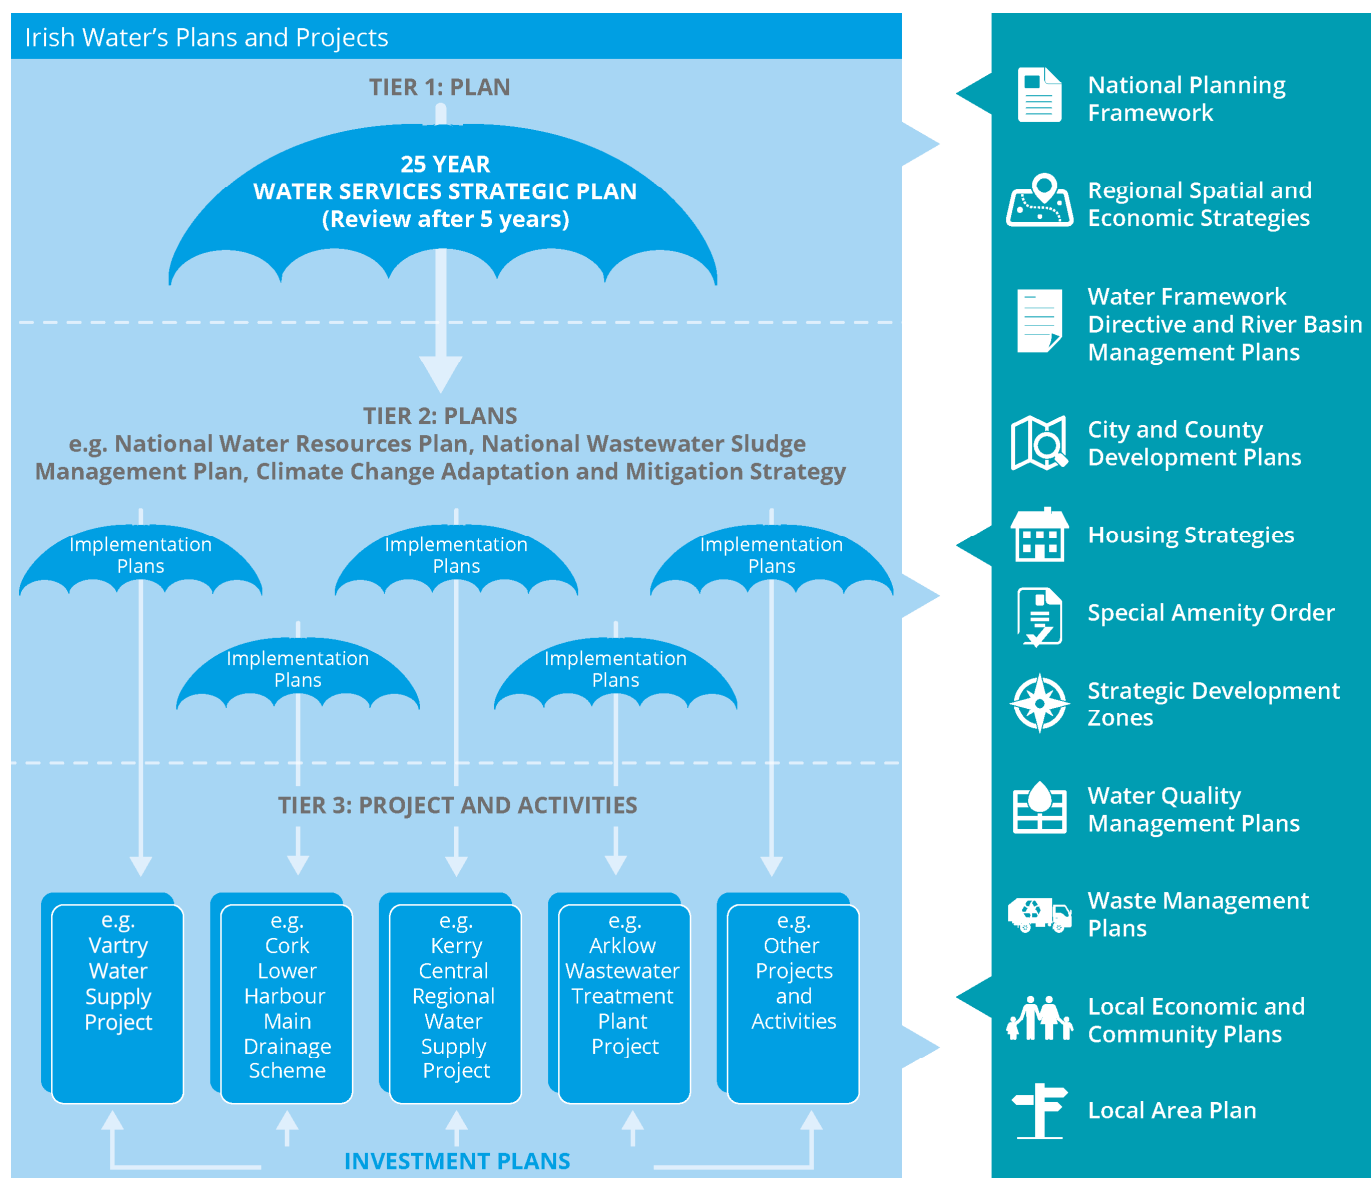 Irish Water's Plans and Projects
TIER 1: PLAN
25 YEAR
WATER SERVICES STRATEGIC PLAN
(Review after 5 years)
TIER 2: PLANS
e.g. National Water Resources Plan, National Wastewater Sludge
Management Plan, Climate Change Adaptation and Mitigation Strategy
Implementation
Plans
Implementation
Plans
Implementation
Plans
Implementation
Plans
Implementation
Plans
TIER 3: PROJECT AND ACTIVITIES
e.g.
Vartry
Water
Supply
Project
e.g.
Cork
Lower
Harbour
Main
Drainage
Scheme
e.g.
Kerry
Central
Regional
Water
Supply
Project
e.g.
Arklow
Wastewater
Treatment
Plant
Project
e.g.
Other
Projects
and
Activities
INVESTMENT PLANS
National Planning
Framework
Regional Spatial and
Economic Strategies
Water Framework
Directive and River Basin
Management Plans
City and County
Development Plans
Housing Strategies
Special Amenity Order
Strategic Development
Zones
Water Quality
Management Plans
Waste Management
Plans
Local Economic and
Community Plans
Local Area Plan